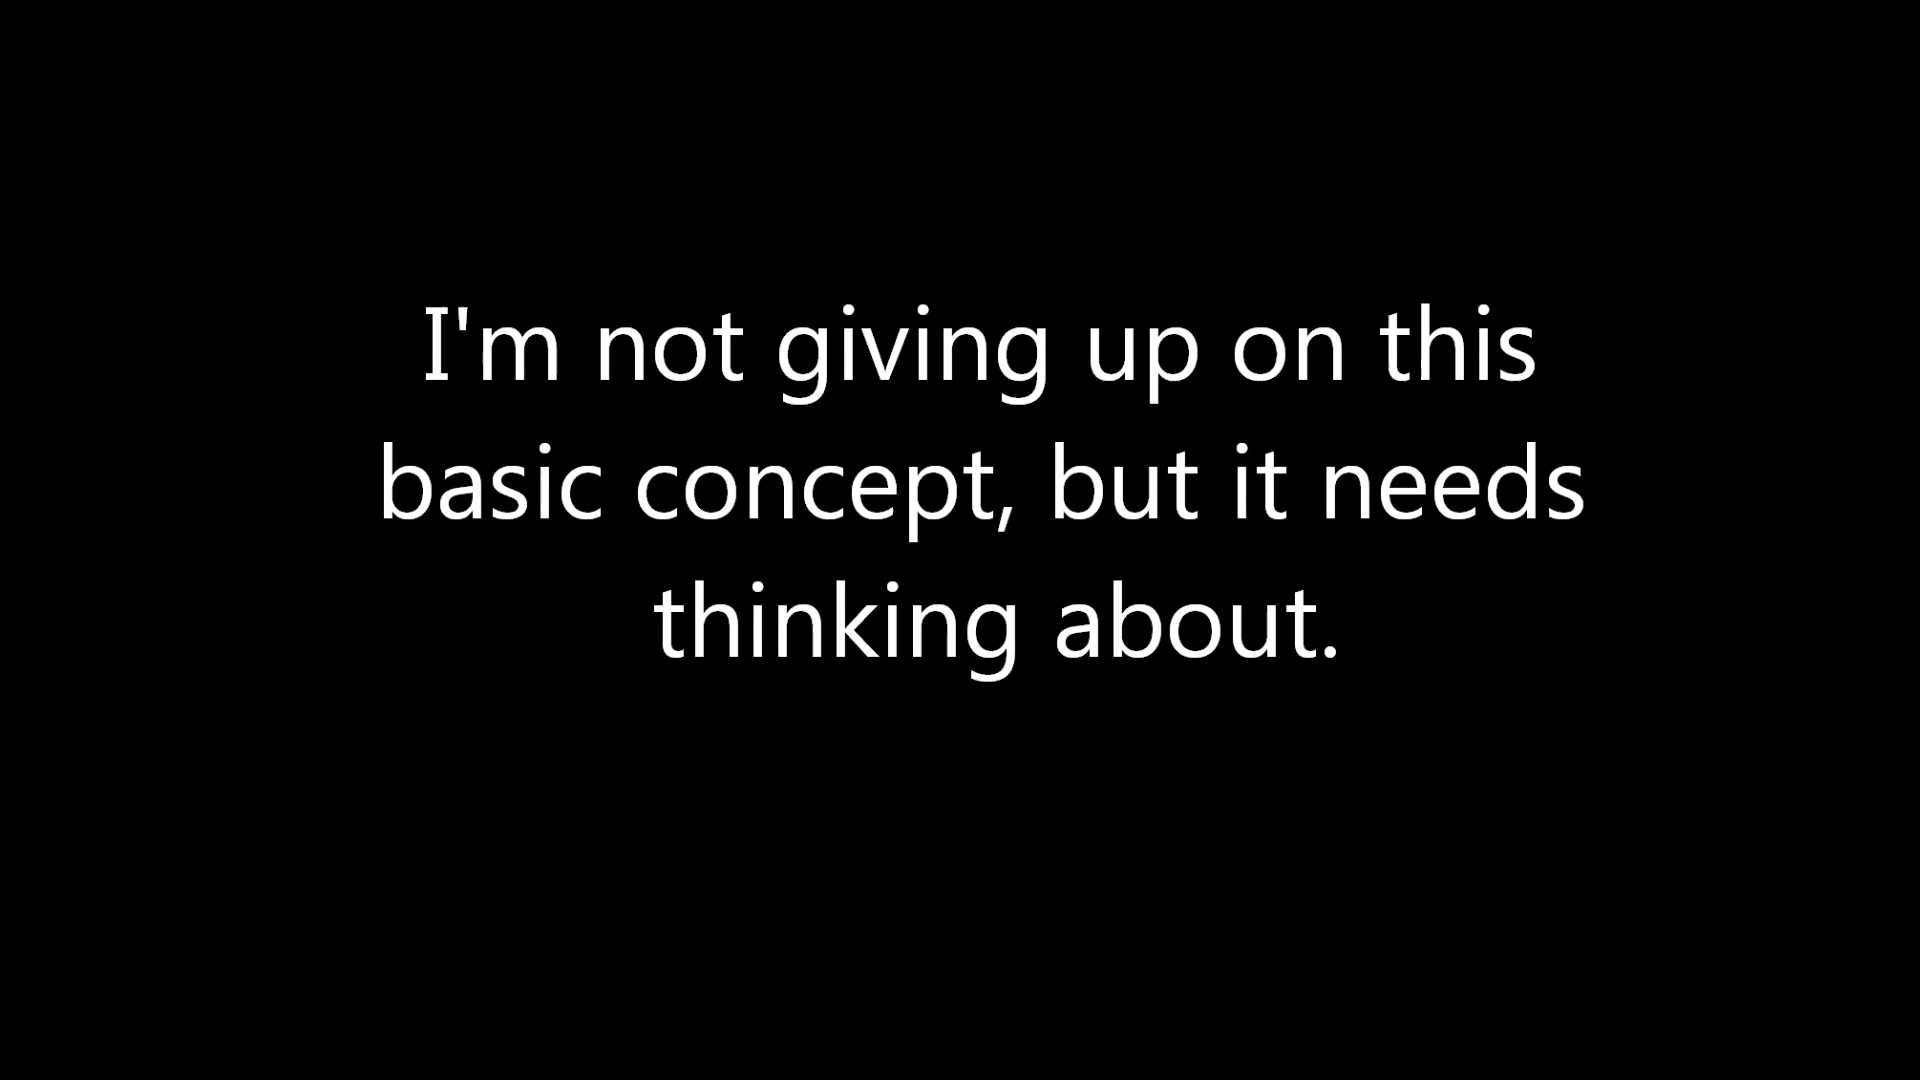 I'm not giving up on this
basic concept, but it needs
thinking about.